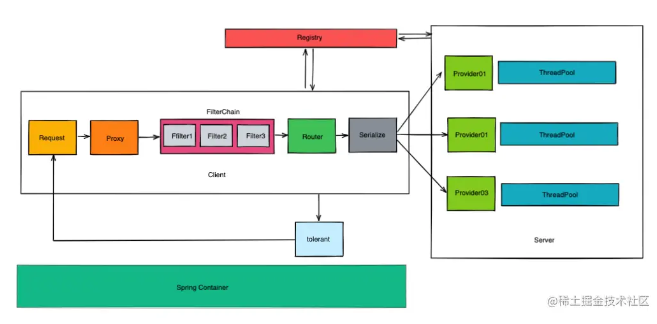 Registry
FilterChain
Request
Proxy
Filter1
Filter2
Filter3
Router
Serialize
Client
Provider01
ThreadPool
Provider01
ThreadPool
Provider03
ThreadPool
Server
tolerant
Spring Container
@稀土掘金技术社区